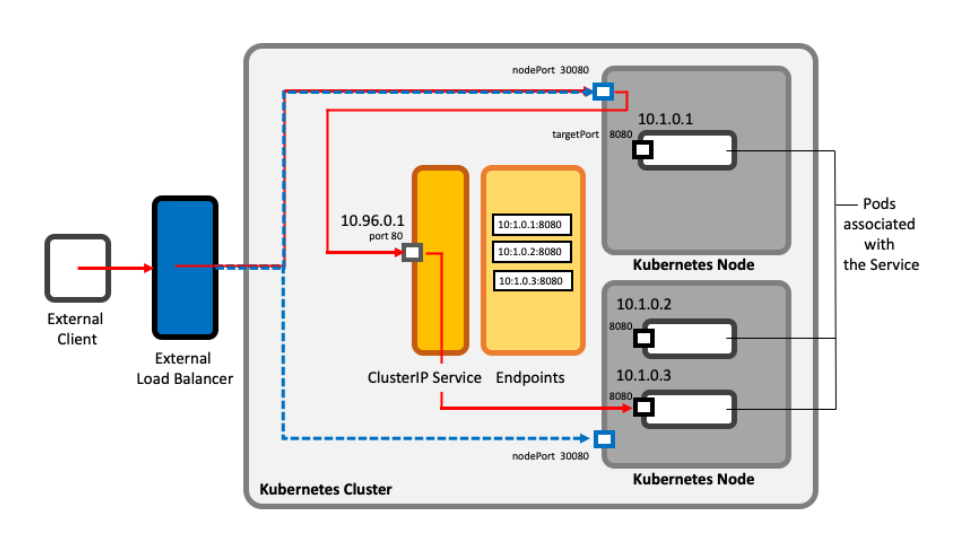 nodePort 30080
10.1.0.1
targetPort 8080
10.96.0.1
port 80
10:1.0.1:8080
10:1.0.2:8080
10:1.0.3:8080
Pods
associated
with
the Service
Kubernetes Node
10.1.0.2
8080
External
Client
External
Load Balancer
ClusterIP Service
Endpoints
10.1.0.3
8080
nodePort 30080
Kubernetes Node
Kubernetes Cluster